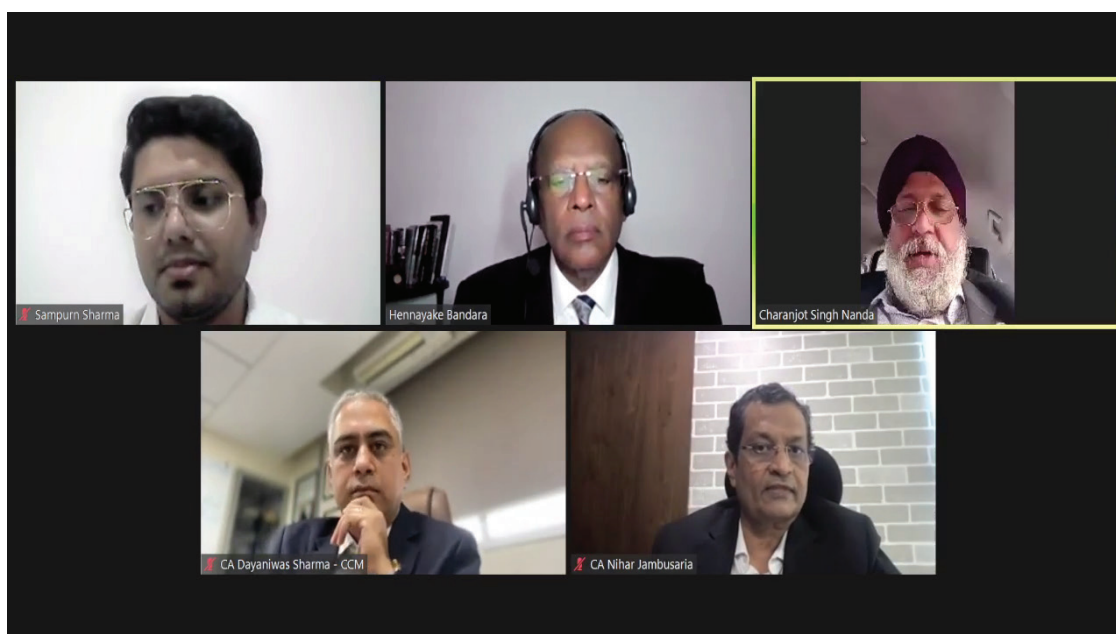 Sampurn Sharma
Hennayake Bandara
Charanjot Singh Nanda
CA Dayaniwas Sharma - CCM
CA Nihar Jambusaria